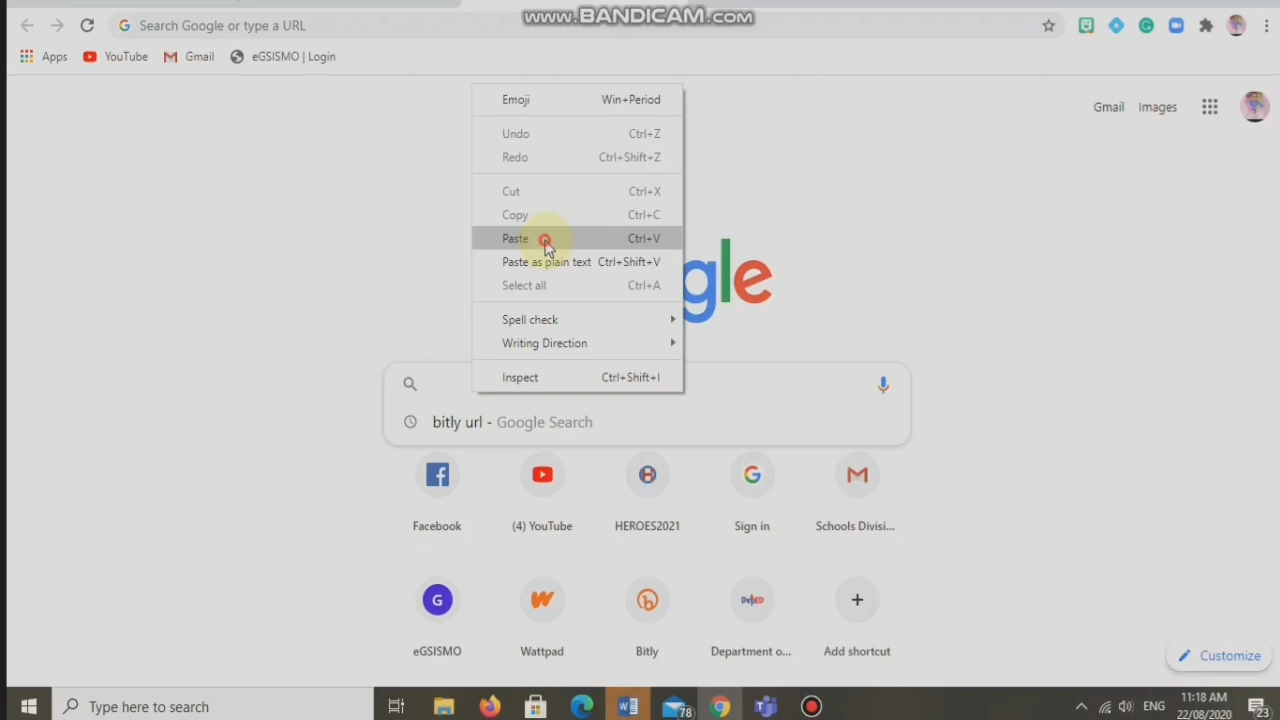 www.BANDICAM.com
Search Google or type a URL
Apps YouTube Gmail eGSISMO | Login
Gmail Images
Emoji Win+Period
Undo Ctrl+Z
Redo Ctrl+Shift+Z
Cut Ctrl+X
Copy Ctrl+C
Paste Ctrl+V
Paste as plain text Ctrl+Shift+V
Select all Ctrl+A
Spell check
Writing Direction
Inspect Ctrl+Shift+I
gle
bitly url - Google Search
Facebook (4) YouTube HEROES2021 Sign in Schools Divisi...
G DepED
eGSISMO Wattpad Bitly Department o... Add shortcut
Customize
Type here to search 78 ENG 11:18 AM
22/08/2020 23